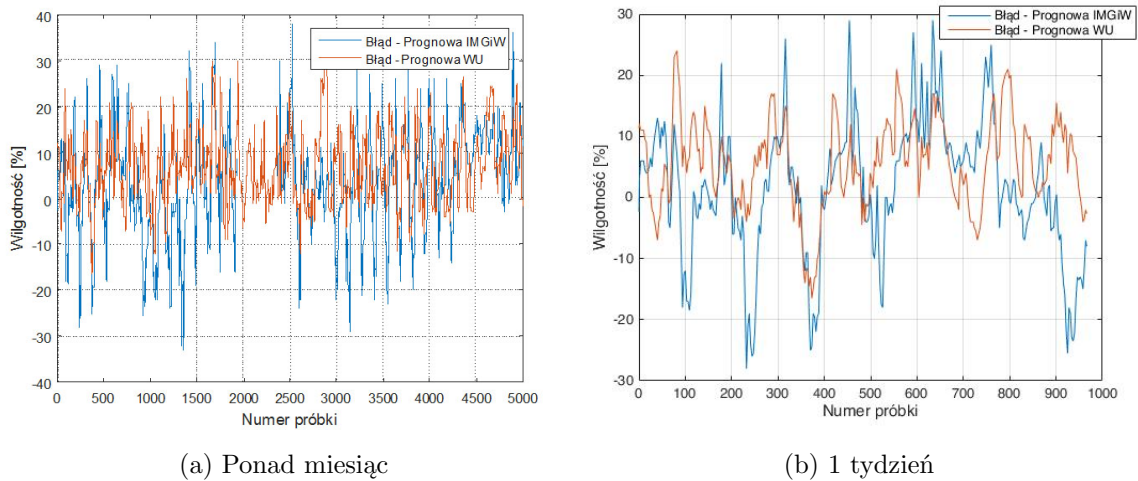 40
30
20
10
0
-10
-20
-30
-40
Wilgotność [%]
0 500 1000 1500 2000 2500 3000 3500 4000 4500 5000
Numer próbki
Błąd - Prognowa IMGiW
Błąd - Prognowa WU
(a) Ponad miesiąc
30
20
10
0
-10
-20
-30
Wilgotność [%]
0 100 200 300 400 500 600 700 800 900 1000
Numer próbki
Błąd - Prognowa IMGiW
Błąd - Prognowa WU
(b) 1 tydzień